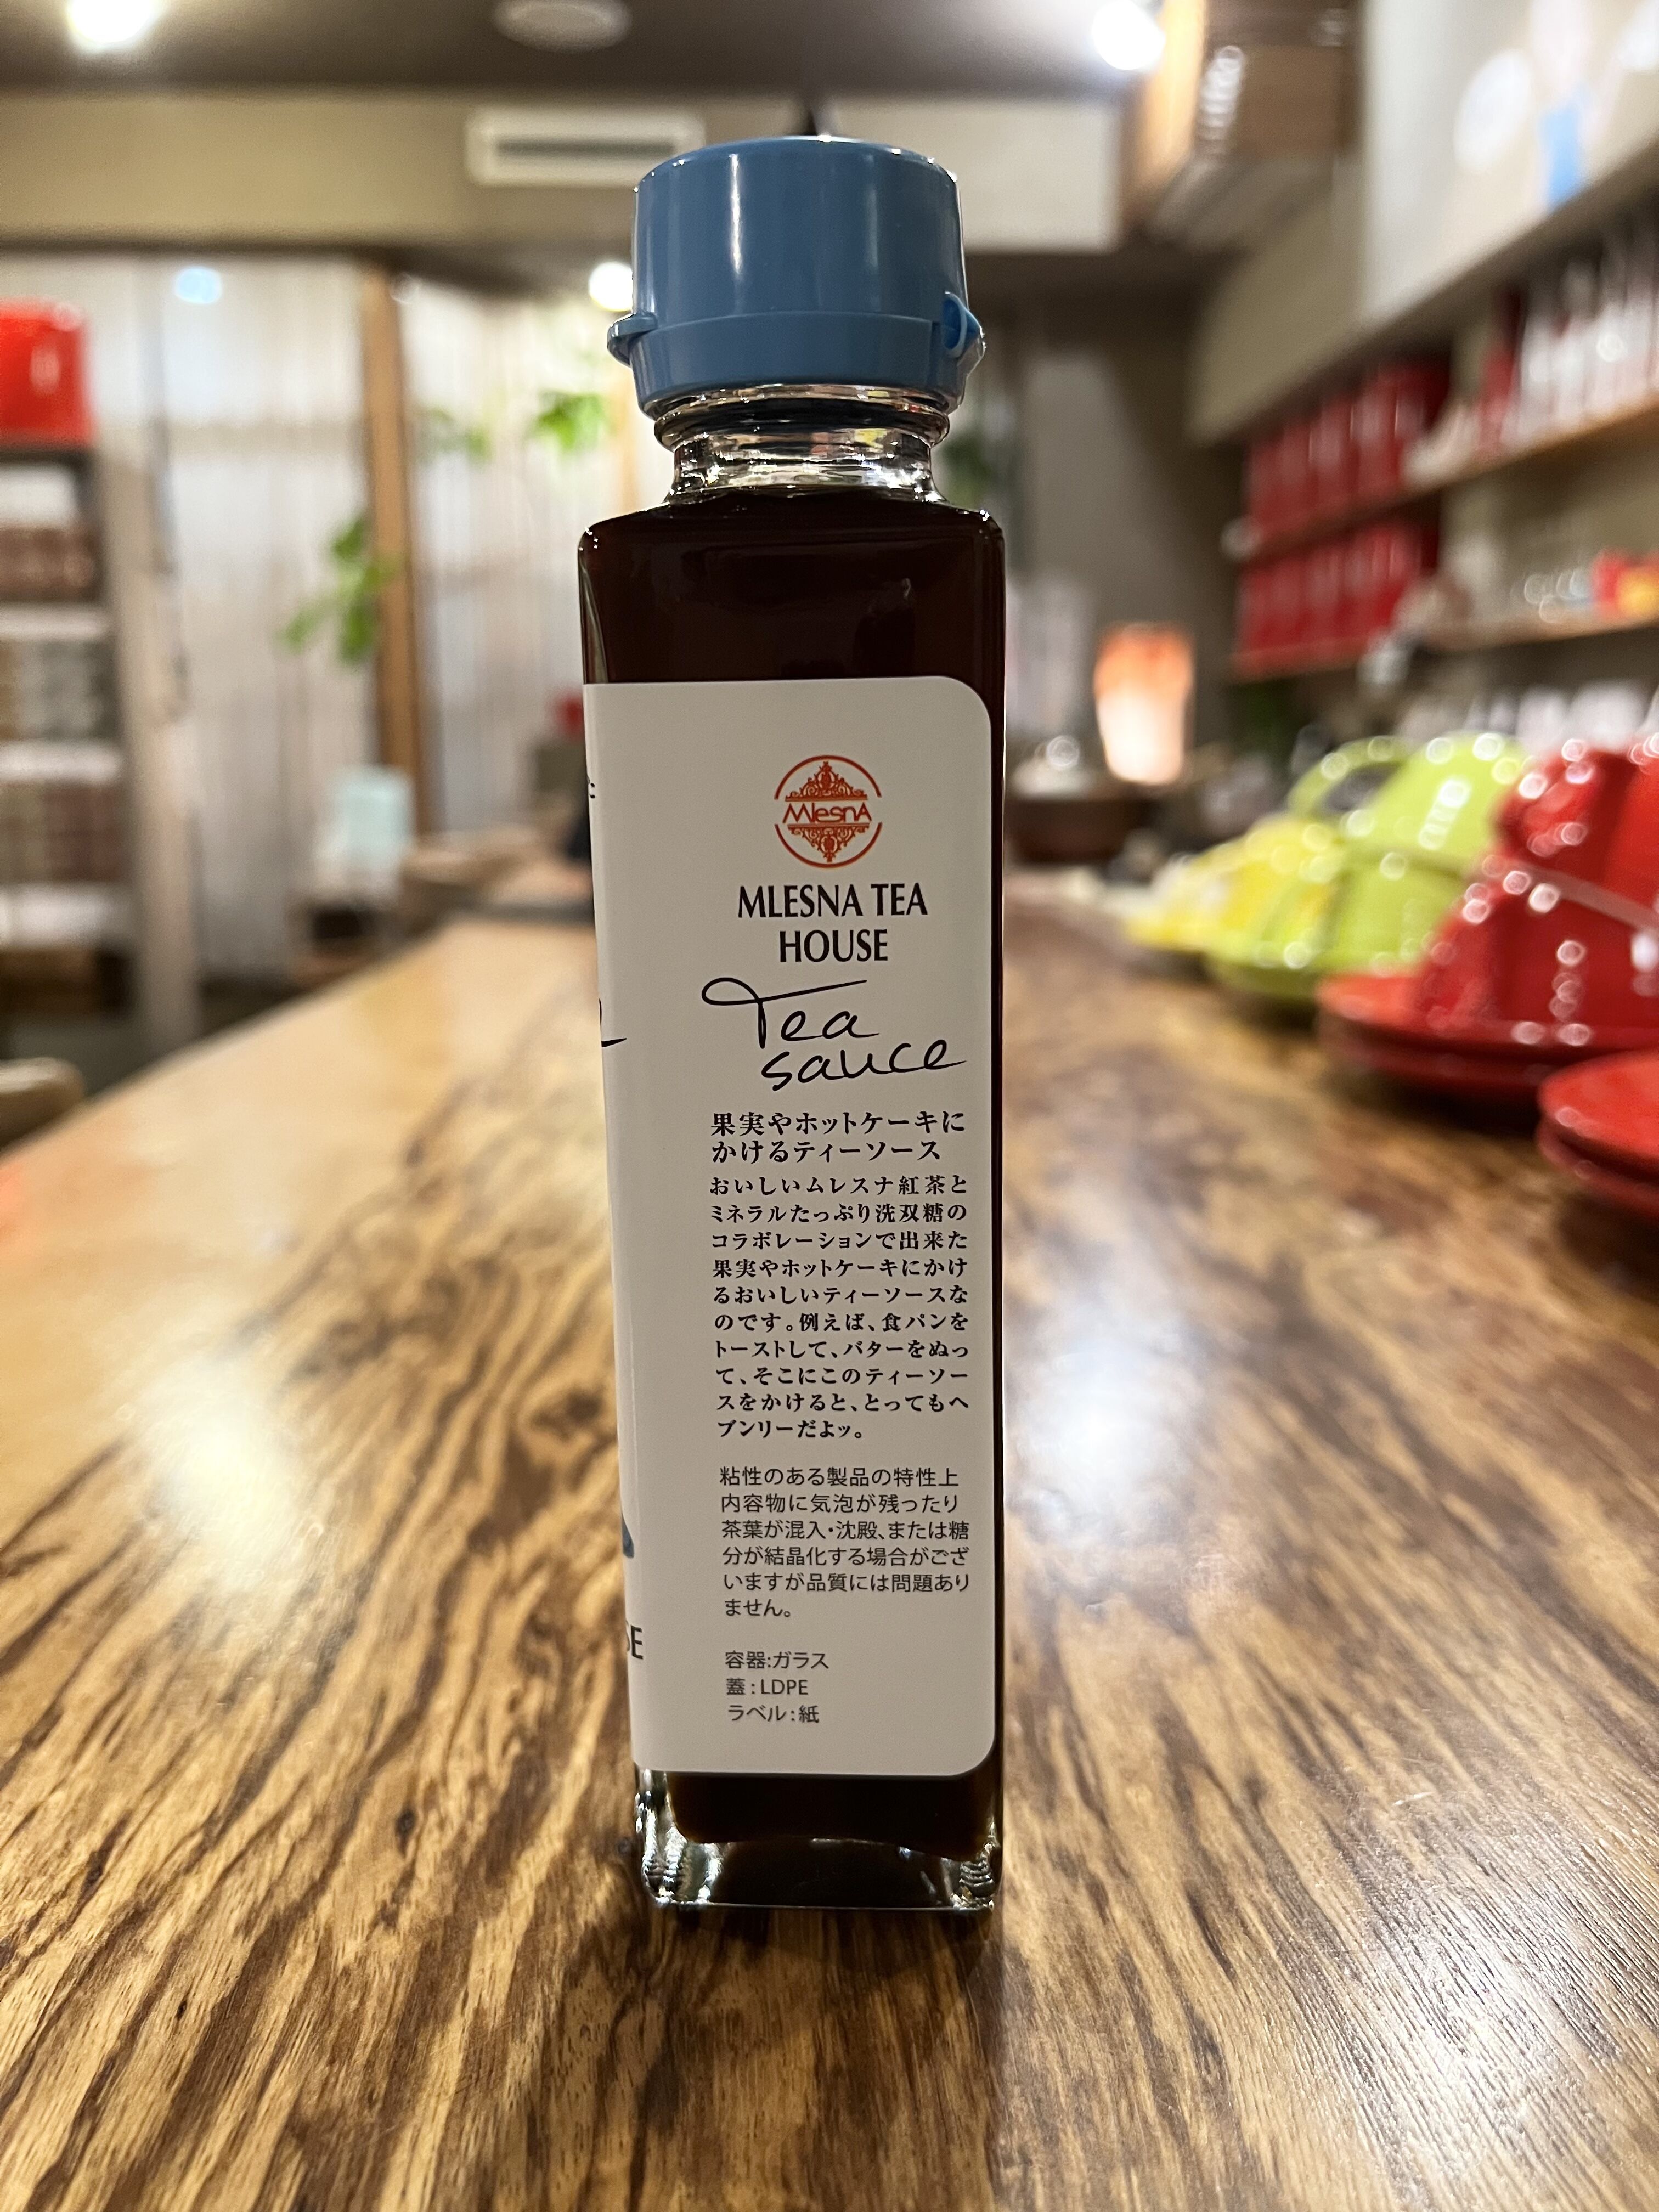 MlesnA
MLESNA TEA
HOUSE
Tea
sauce
果実やホットケーキに
かけるティーソース
おいしいムレスナ紅茶と
ミネラルたっぷり洗双糖の
コラボレーションで出来た
果実やホットケーキにかけ
るおいしいティーソースな
のです。例えば、食パンを
トーストして、バターをぬっ
て、そこにこのティーソー
スをかけると、とってもヘ
ブンリーだよッ。
粘性のある製品の特性上
内容物に気泡が残ったり
茶葉が混入・沈殿、または糖
分が結晶化する場合がござ
いますが品質には問題あり
ません。
容器:ガラス
蓋:LDPE
ラベル:紙
SE